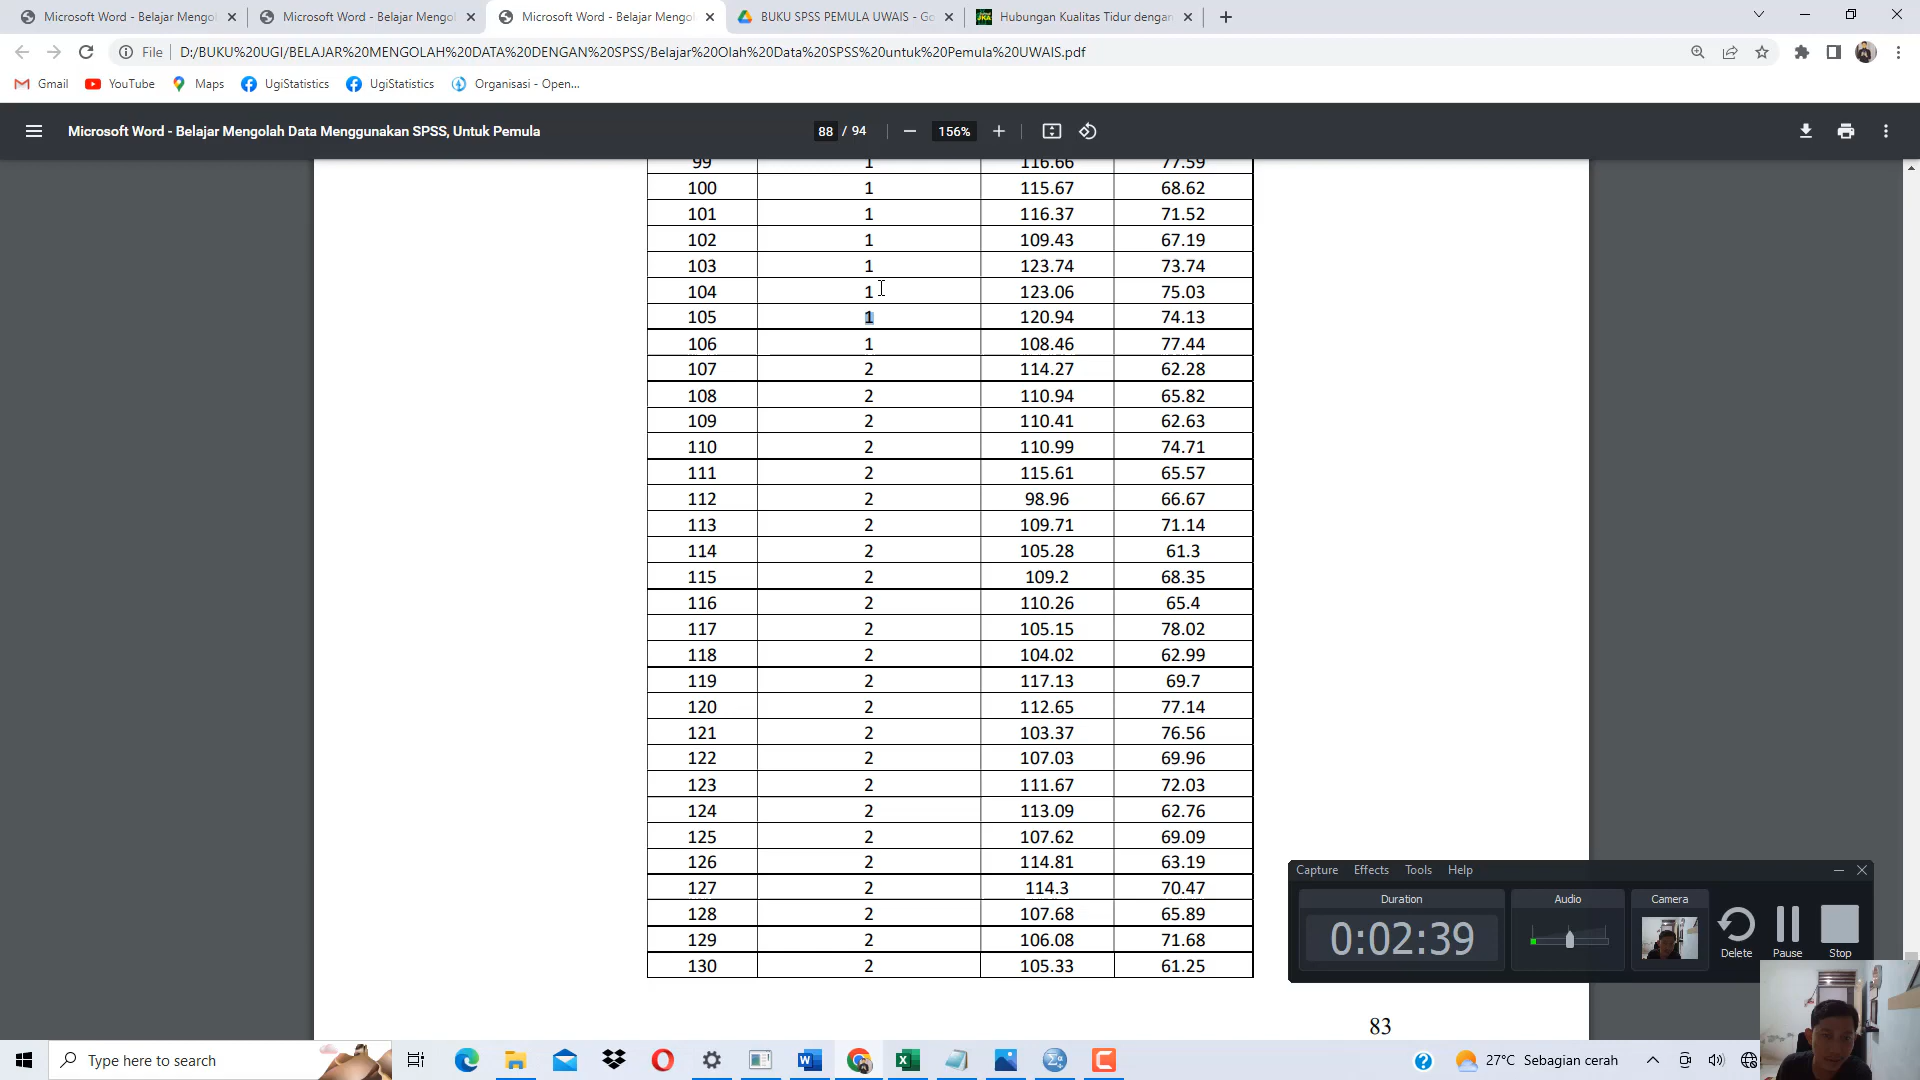 Microsoft Word - Belajar Mengol
Microsoft Word - Belajar Mengol
Microsoft Word - Belajar Mengol
BUKU SPSS PEMULA UWAIS - Go
Hubungan Kualitas Tidur dengan
File D:/BUKU%20UGI/BELAJAR%20MENGOLAH%20DATA%20DENGAN%20SPSS/Belajar%20Olah%20Data%20SPSS%20untuk%20Pemula%20UWAIS.pdf
Gmail YouTube Maps UgiStatistics UgiStatistics Organisasi - Open...
Microsoft Word - Belajar Mengolah Data Menggunakan SPSS, Untuk Pemula 88 / 94 156%
99 1 116.66 77.59
100 1 115.67 68.62
101 1 116.37 71.52
102 1 109.43 67.19
103 1 123.74 73.74
104 1 123.06 75.03
105 1 120.94 74.13
106 1 108.46 77.44
107 2 114.27 62.28
108 2 110.94 65.82
109 2 110.41 62.63
110 2 110.99 74.71
111 2 115.61 65.57
112 2 98.96 66.67
113 2 109.71 71.14
114 2 105.28 61.3
115 2 109.2 68.35
116 2 110.26 65.4
117 2 105.15 78.02
118 2 104.02 62.99
119 2 117.13 69.7
120 2 112.65 77.14
121 2 103.37 76.56
122 2 107.03 69.96
123 2 111.67 72.03
124 2 113.09 62.76
125 2 107.62 69.09
126 2 114.81 63.19
127 2 114.3 70.47
128 2 107.68 65.89
129 2 106.08 71.68
130 2 105.33 61.25
83
Capture Effects Tools Help
Duration Audio Camera
0:02:39
Delete Pause Stop
Type here to search
27°C Sebagian cerah